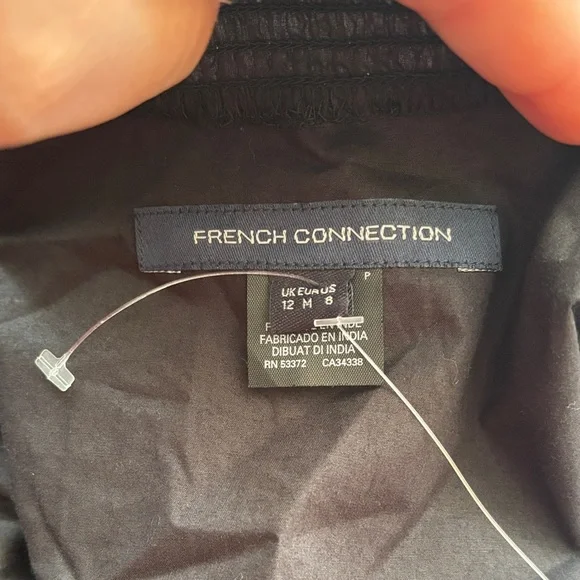 FRENCH CONNECTION
P
UK EUR US
12 M 8
FABRICADO EN INDIA
DIBUAT DI INDIA
RN 53372 CA34338